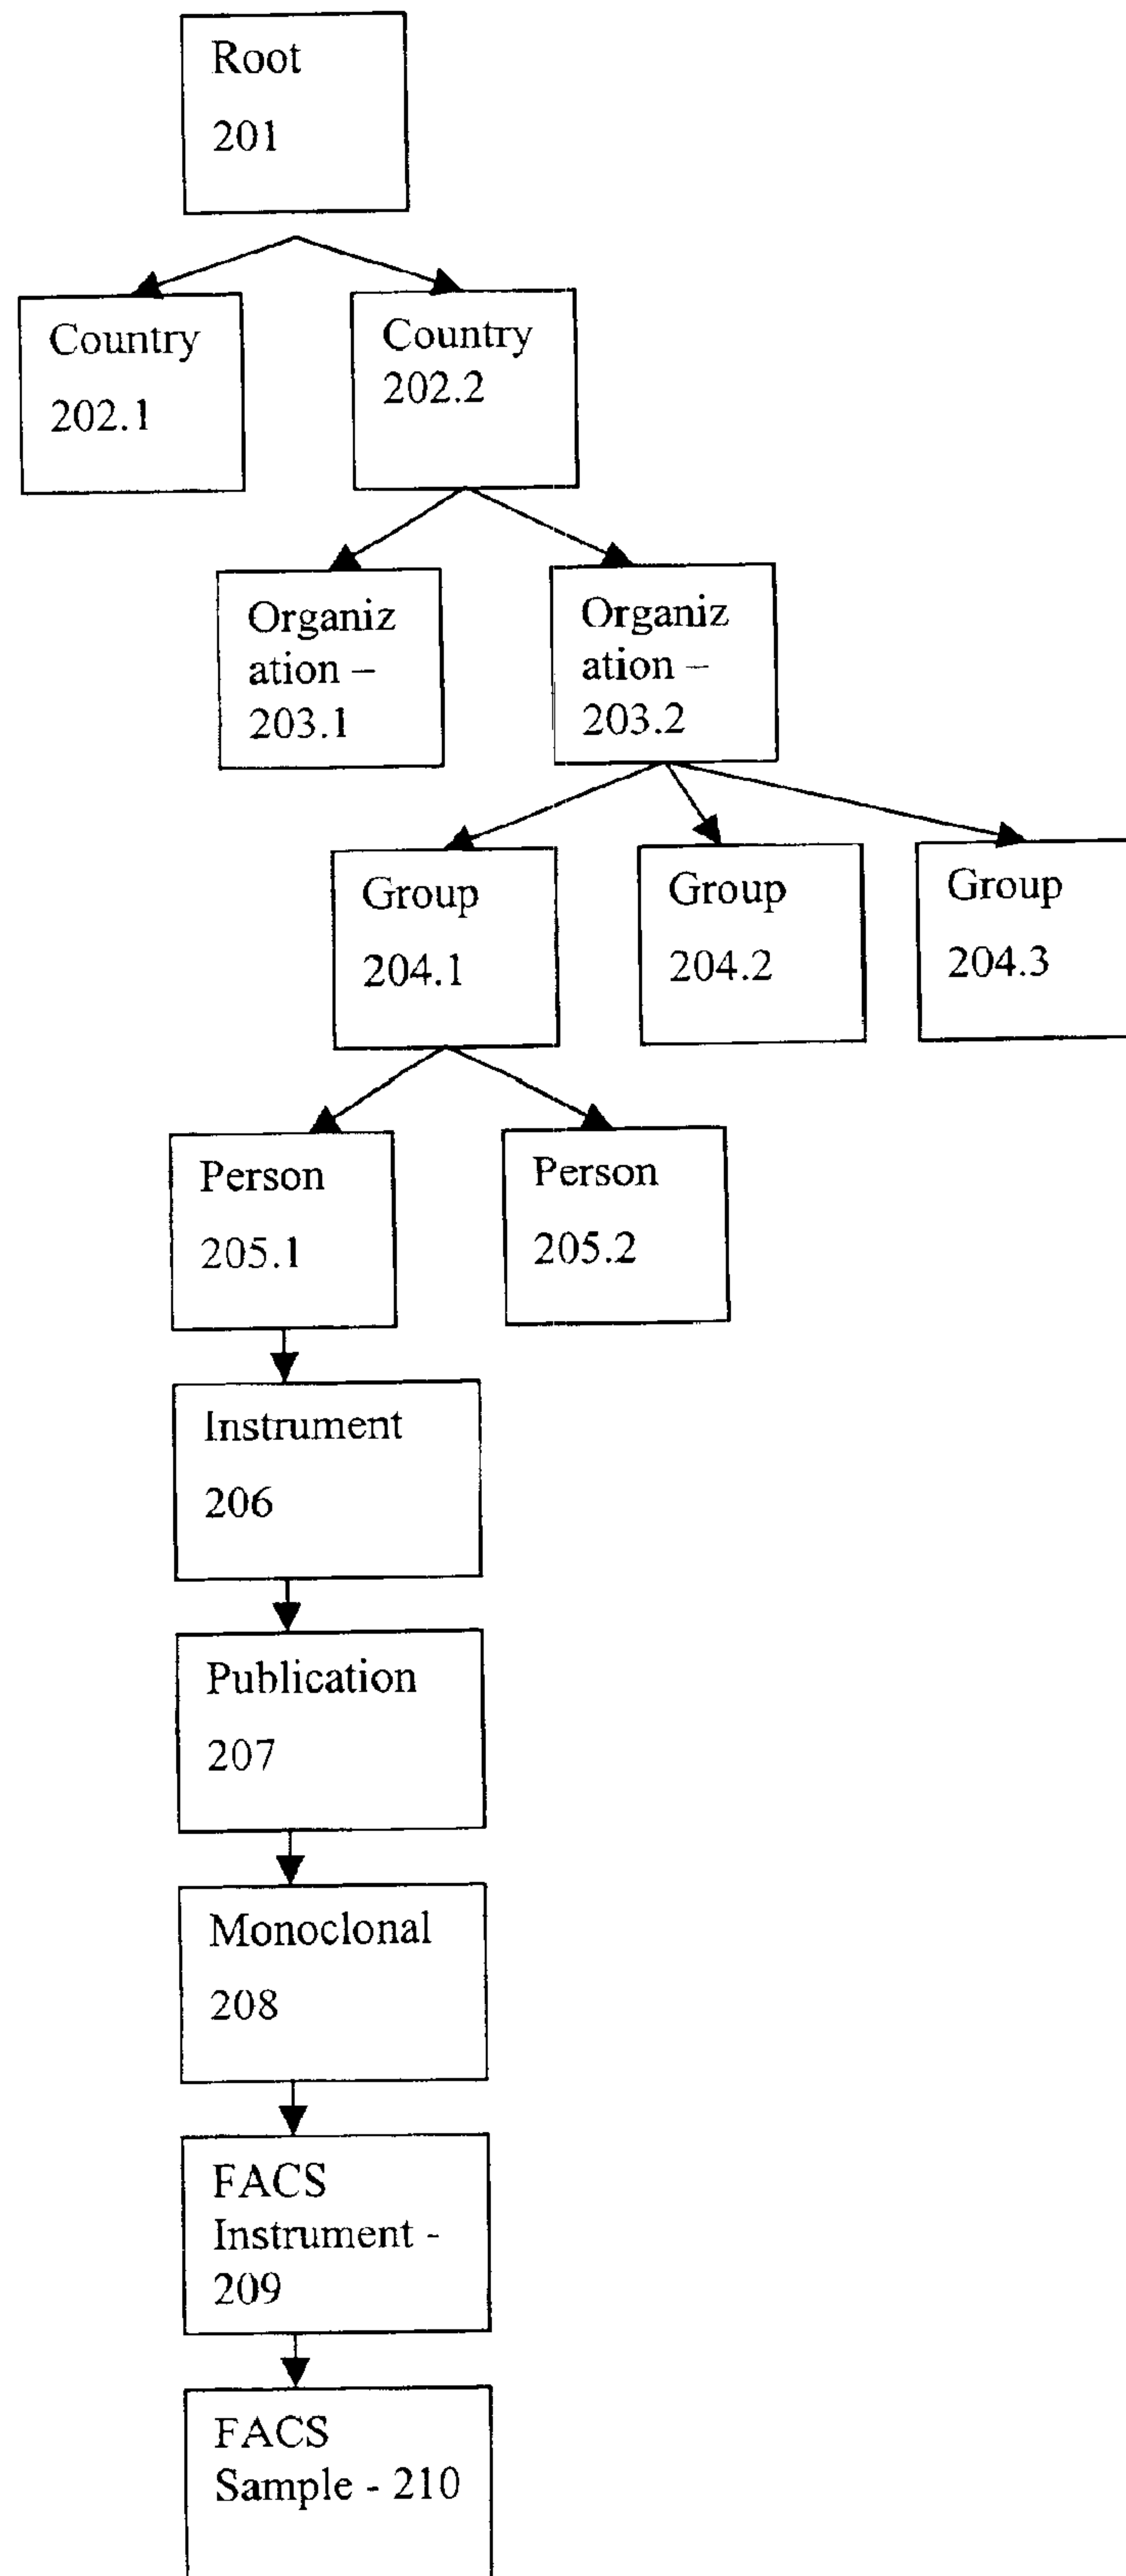 Root
201
Country
202.1
Country
202.2
Organiz
ation –
203.1
Organiz
ation –
203.2
Group
204.1
Group
204.2
Group
204.3
Person
205.1
Person
205.2
Instrument
206
Publication
207
Monoclonal
208
FACS
Instrument -
209
FACS
Sample - 210